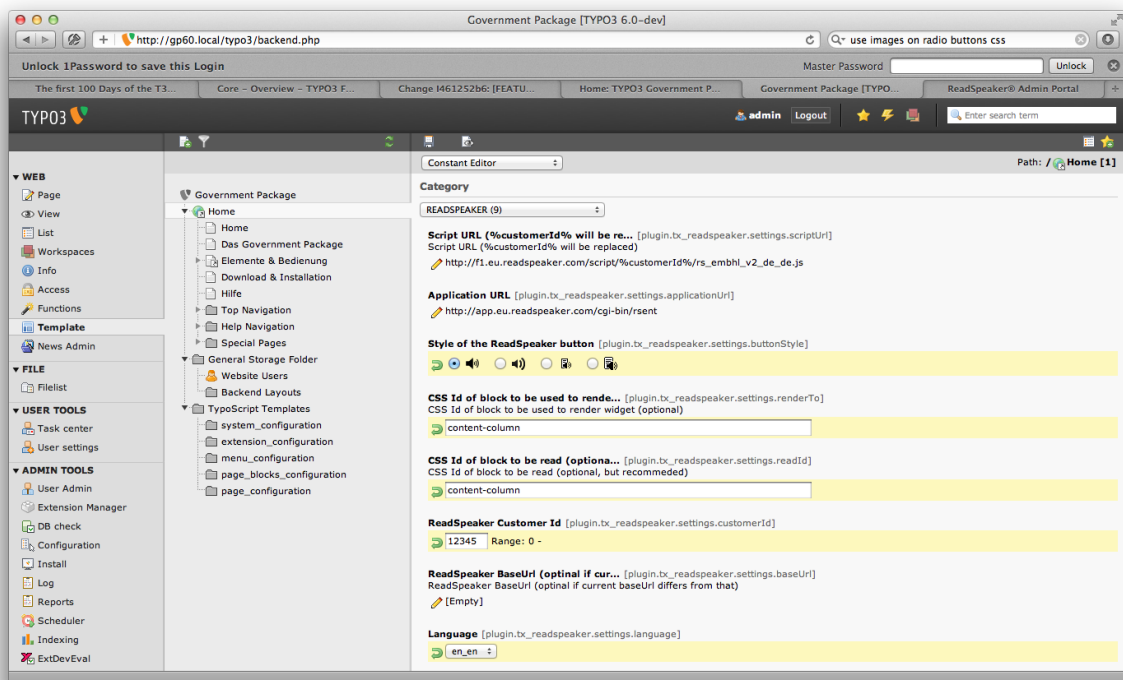 Government Package [TYPO3 6.0-dev]
http://gp60.local/typo3/backend.php
use images on radio buttons css
Unlock 1Password to save this Login
Master Password
Unlock
The first 100 Days of the T3...
Core – Overview – TYPO3 F...
Change I461252b6: [FEATU...
Home: TYPO3 Government P...
Government Package [TYPO...
ReadSpeaker® Admin Portal
TYPO3
admin
Logout
Enter search term
Constant Editor
Path: / Home [1]
WEB
Page
View
List
Workspaces
Info
Access
Functions
Template
News Admin
FILE
Filelist
USER TOOLS
Task center
User settings
ADMIN TOOLS
User Admin
Extension Manager
DB check
Configuration
Install
Log
Reports
Scheduler
Indexing
ExtDevEval
Government Package
Home
Home
Das Government Package
Elemente & Bedienung
Download & Installation
Hilfe
Top Navigation
Help Navigation
Special Pages
General Storage Folder
Website Users
Backend Layouts
TypoScript Templates
system_configuration
extension_configuration
menu_configuration
page_blocks_configuration
page_configuration
Category
READSPEAKER (9)
Script URL (%customerId% will be re... [plugin.tx_readspeaker.settings.scriptUrl]
Script URL (%customerId% will be replaced)
http://f1.eu.readspeaker.com/script/%customerId%/rs_embhl_v2_de_de.js
Application URL [plugin.tx_readspeaker.settings.applicationUrl]
http://app.eu.readspeaker.com/cgi-bin/rsent
Style of the ReadSpeaker button [plugin.tx_readspeaker.settings.buttonStyle]
CSS Id of block to be used to rende... [plugin.tx_readspeaker.settings.renderTo]
CSS Id of block to be used to render widget (optional)
content-column
CSS Id of block to be read (optiona... [plugin.tx_readspeaker.settings.readId]
CSS Id of block to be read (optional, but recommeded)
content-column
ReadSpeaker Customer Id [plugin.tx_readspeaker.settings.customerId]
12345 Range: 0 -
ReadSpeaker BaseUrl (optinal if cur... [plugin.tx_readspeaker.settings.baseUrl]
ReadSpeaker BaseUrl (optinal if current baseUrl differs from that)
[Empty]
Language [plugin.tx_readspeaker.settings.language]
en_en